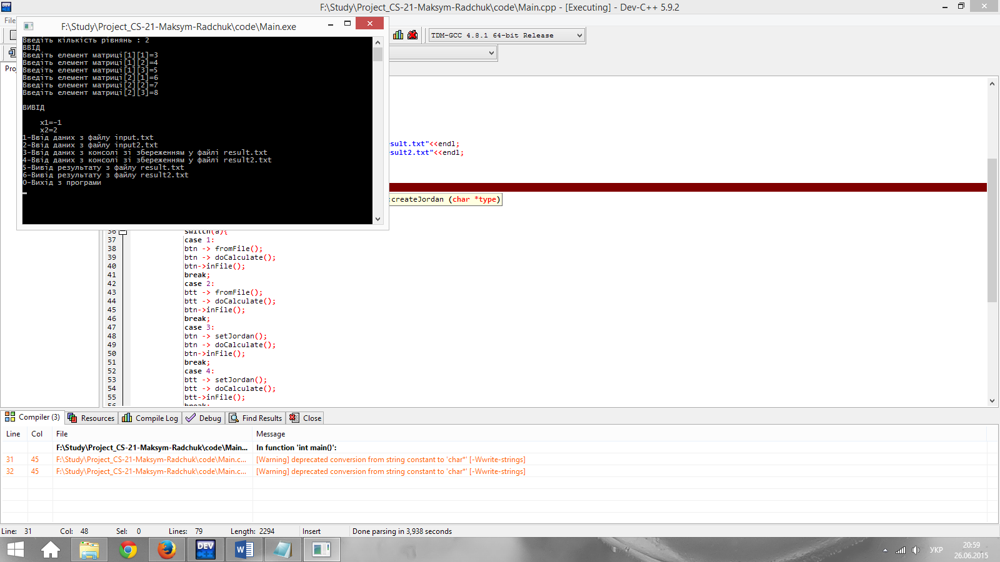 F:\Study\Project_CS-21-Maksym-Radchuk\code\Main.cpp - [Executing] - Dev-C++ 5.9.2
File
F:\Study\Project_CS-21-Maksym-Radchuk\code\Main.exe
TDM-GCC 4.8.1 64-bit Release
Введіть кількість рівнянь : 2
ВВІД
Введіть елемент матриці[1][1]=3
Введіть елемент матриці[1][2]=4
Введіть елемент матриці[1][3]=5
Введіть елемент матриці[2][1]=6
Введіть елемент матриці[2][2]=7
Введіть елемент матриці[2][3]=8
ВИВІД
x1=-1
x2=2
1-Ввід даних з файлу input.txt
2-Ввід даних з файлу input2.txt
3-Ввід даних з консолі зі збереженням у файлі result.txt
4-Ввід даних з консолі зі збереженням у файлі result2.txt
5-Вивід результату з файлу result.txt
6-Вивід результату з файлу result2.txt
0-Вихід з програми
sult.txt"<<endl;
sult2.txt"<<endl;
:createJordan (char *type)
36 switch(a){
37 case 1:
38 btn -> fromFile();
39 btn -> doCalculate();
40 btn->inFile();
41 break;
42 case 2:
43 btt -> fromFile();
44 btt -> doCalculate();
45 btn->inFile();
46 break;
47 case 3:
48 btn -> setJordan();
49 btn -> doCalculate();
50 btn->inFile();
51 break;
52 case 4:
53 btt -> setJordan();
54 btt -> doCalculate();
55 btt->inFile();
Compiler (3) Resources Compile Log Debug Find Results Close
Line Col File Message
F:\Study\Project_CS-21-Maksym-Radchuk\code\Main... In function 'int main()':
31 45 F:\Study\Project_CS-21-Maksym-Radchuk\code\Main.c... [Warning] deprecated conversion from string constant to 'char*' [-Wwrite-strings]
32 45 F:\Study\Project_CS-21-Maksym-Radchuk\code\Main.c... [Warning] deprecated conversion from string constant to 'char*' [-Wwrite-strings]
Line: 31 Col: 48 Sel: 0 Lines: 79 Length: 2294 Insert Done parsing in 3,938 seconds
DEV C++
УКР
20:59
26.06.2015